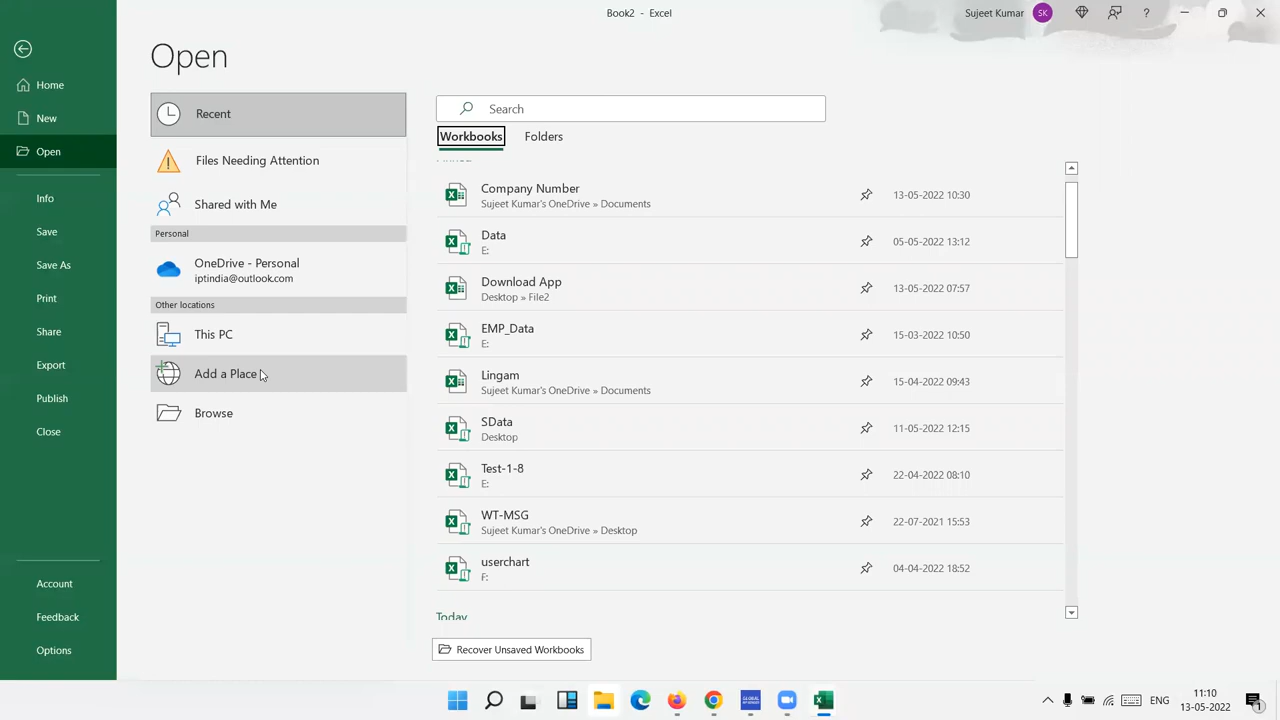 Book2 - Excel
Sujeet Kumar
SK
?
Open
Home
New
Open
Info
Save
Save As
Print
Share
Export
Publish
Close
Account
Feedback
Options
Recent
Files Needing Attention
Shared with Me
Personal
OneDrive - Personal
iptindia@outlook.com
Other locations
This PC
Add a Place
Browse
Search
Workbooks Folders
Company Number
Sujeet Kumar's OneDrive » Documents
13-05-2022 10:30
Data
E:
05-05-2022 13:12
Download App
Desktop » File2
13-05-2022 07:57
EMP_Data
E:
15-03-2022 10:50
Lingam
Sujeet Kumar's OneDrive » Documents
15-04-2022 09:43
SData
Desktop
11-05-2022 12:15
Test-1-8
E:
22-04-2022 08:10
WT-MSG
Sujeet Kumar's OneDrive » Desktop
22-07-2021 15:53
userchart
F:
04-04-2022 18:52
Today
Recover Unsaved Workbooks
ENG
11:10
13-05-2022
1